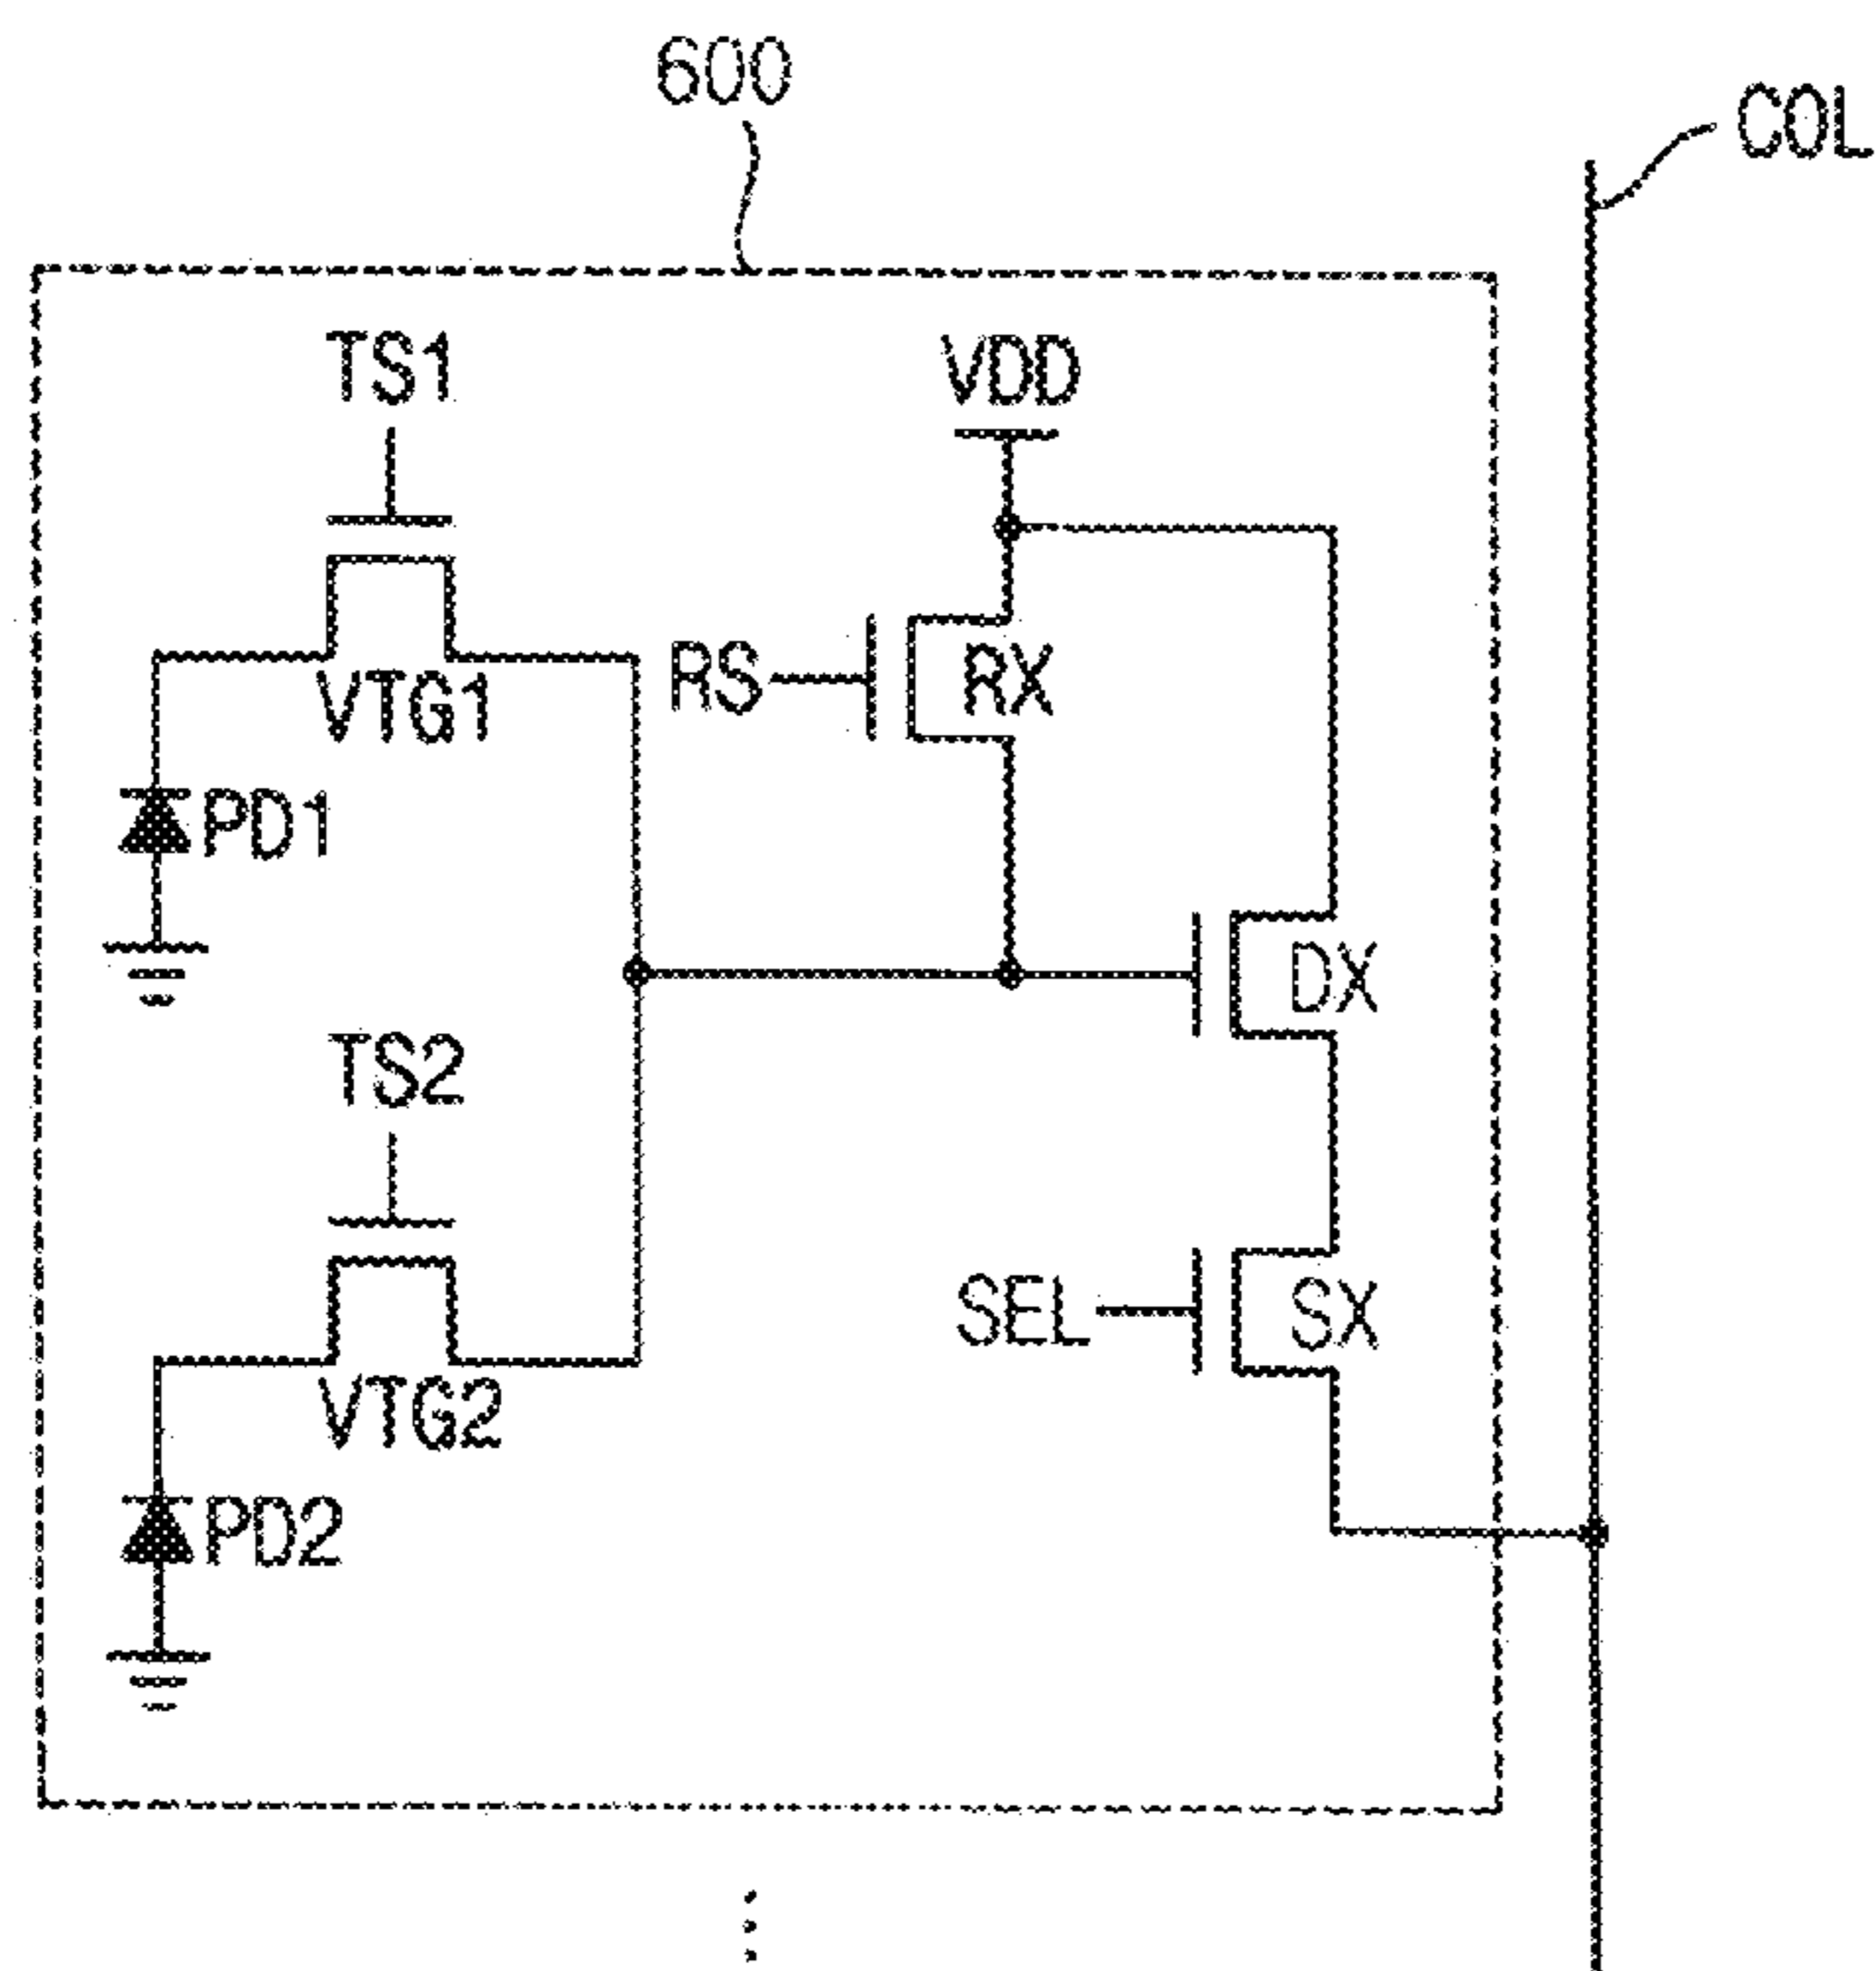 600
COL
TS1
VDD
VTG1
RS
RX
PD1
DX
TS2
SEL
SX
VTG2
PD2